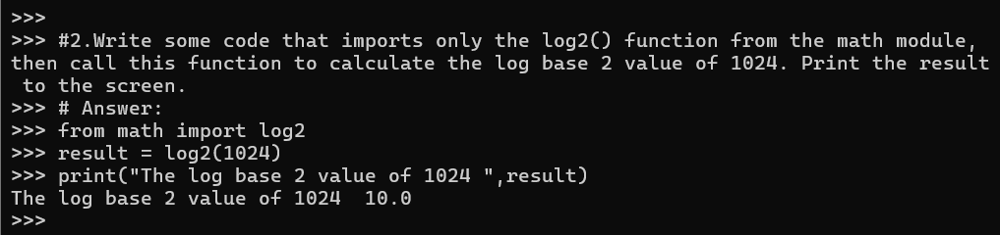 >>>
>>> #2.Write some code that imports only the log2() function from the math module,
then call this function to calculate the log base 2 value of 1024. Print the result
 to the screen.
>>> # Answer:
>>> from math import log2
>>> result = log2(1024)
>>> print("The log base 2 value of 1024 ",result)
The log base 2 value of 1024  10.0
>>>